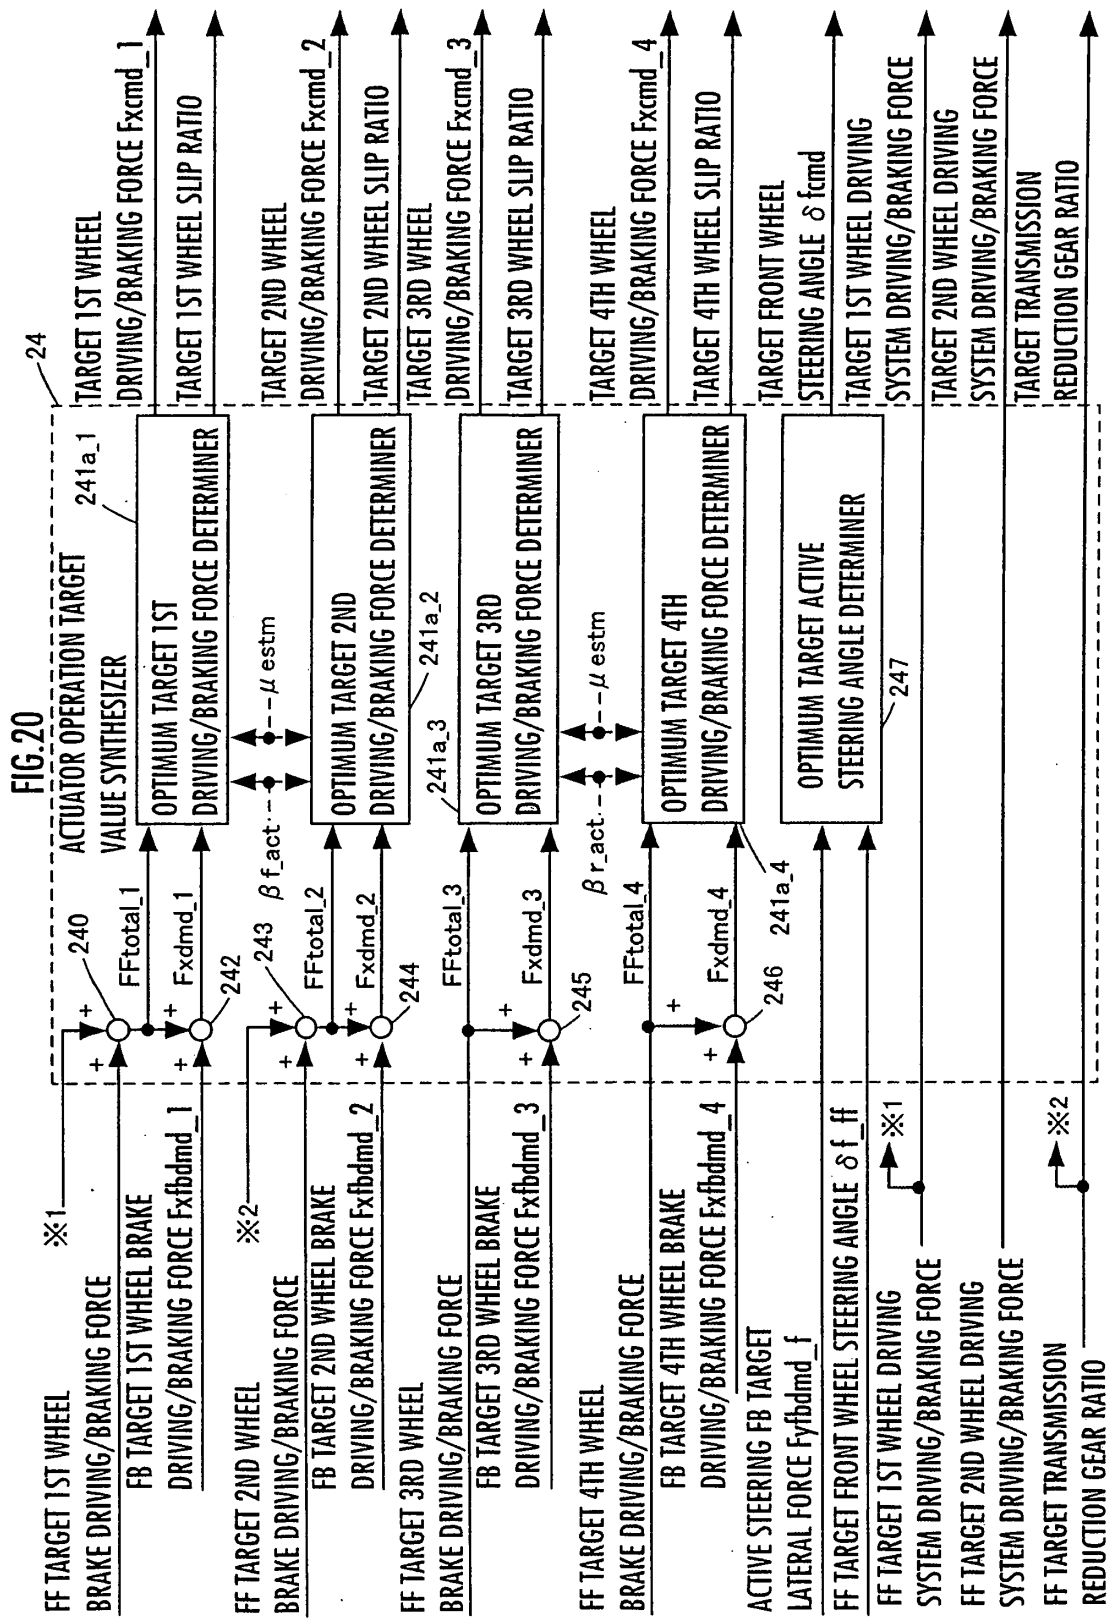 FIG.20
ACTUATOR OPERATION TARGET
VALUE SYNTHESIZER
24
※1
FF TARGET 1ST WHEEL
BRAKE DRIVING/BRAKING FORCE
FB TARGET 1ST WHEEL BRAKE
DRIVING/BRAKING FORCE Fxfbdmd_1
+
+
240
+
+
242
FFtotal_1
Fxdmd_1
OPTIMUM TARGET 1ST
DRIVING/BRAKING FORCE DETERMINER
241a_1
TARGET 1ST WHEEL
DRIVING/BRAKING FORCE Fxcmd_1
TARGET 1ST WHEEL SLIP RATIO
βf_act
μestm
※2
FF TARGET 2ND WHEEL
BRAKE DRIVING/BRAKING FORCE
FB TARGET 2ND WHEEL BRAKE
DRIVING/BRAKING FORCE Fxfbdmd_2
+
+
243
+
+
244
FFtotal_2
Fxdmd_2
OPTIMUM TARGET 2ND
DRIVING/BRAKING FORCE DETERMINER
241a_2
TARGET 2ND WHEEL
DRIVING/BRAKING FORCE Fxcmd_2
TARGET 2ND WHEEL SLIP RATIO
FF TARGET 3RD WHEEL
BRAKE DRIVING/BRAKING FORCE
FB TARGET 3RD WHEEL BRAKE
DRIVING/BRAKING FORCE Fxfbdmd_3
+
+
245
FFtotal_3
Fxdmd_3
241a_3
OPTIMUM TARGET 3RD
DRIVING/BRAKING FORCE DETERMINER
TARGET 3RD WHEEL
DRIVING/BRAKING FORCE Fxcmd_3
TARGET 3RD WHEEL SLIP RATIO
βr_act
μestm
FF TARGET 4TH WHEEL
BRAKE DRIVING/BRAKING FORCE
FB TARGET 4TH WHEEL BRAKE
DRIVING/BRAKING FORCE Fxfbdmd_4
+
+
246
FFtotal_4
Fxdmd_4
241a_4
OPTIMUM TARGET 4TH
DRIVING/BRAKING FORCE DETERMINER
TARGET 4TH WHEEL
DRIVING/BRAKING FORCE Fxcmd_4
TARGET 4TH WHEEL SLIP RATIO
ACTIVE STEERING FB TARGET
LATERAL FORCE Fyfbdmd_f
FF TARGET FRONT WHEEL STEERING ANGLE δf_ff
OPTIMUM TARGET ACTIVE
STEERING ANGLE DETERMINER
247
TARGET FRONT WHEEL
STEERING ANGLE δfcmd
FF TARGET 1ST WHEEL DRIVING
SYSTEM DRIVING/BRAKING FORCE
※1
TARGET 1ST WHEEL DRIVING
SYSTEM DRIVING/BRAKING FORCE
FF TARGET 2ND WHEEL DRIVING
SYSTEM DRIVING/BRAKING FORCE
TARGET 2ND WHEEL DRIVING
SYSTEM DRIVING/BRAKING FORCE
FF TARGET TRANSMISSION
REDUCTION GEAR RATIO
※2
TARGET TRANSMISSION
REDUCTION GEAR RATIO